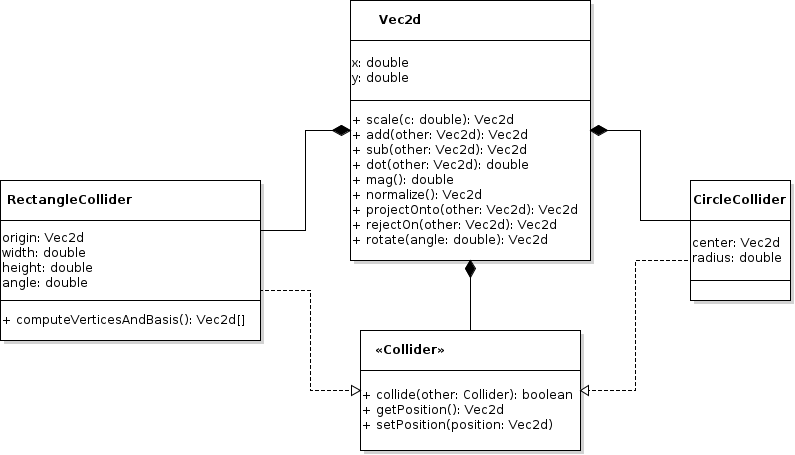 Vec2d
x: double
y: double
+ scale(c: double): Vec2d
+ add(other: Vec2d): Vec2d
+ sub(other: Vec2d): Vec2d
+ dot(other: Vec2d): double
+ mag(): double
+ normalize(): Vec2d
+ projectOnto(other: Vec2d): Vec2d
+ rejectOn(other: Vec2d): Vec2d
+ rotate(angle: double): Vec2d
RectangleCollider
origin: Vec2d
width: double
height: double
angle: double
+ computeVerticesAndBasis(): Vec2d[]
CircleCollider
center: Vec2d
radius: double
«Collider»
+ collide(other: Collider): boolean
+ getPosition(): Vec2d
+ setPosition(position: Vec2d)